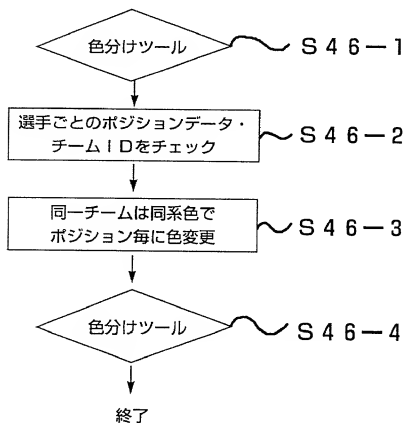 色分けツール
S46-1
選手ごとのポジションデータ・
チームIDをチェック
S46-2
同一チームは同系色で
ポジション毎に色変更
S46-3
色分けツール
S46-4
終了